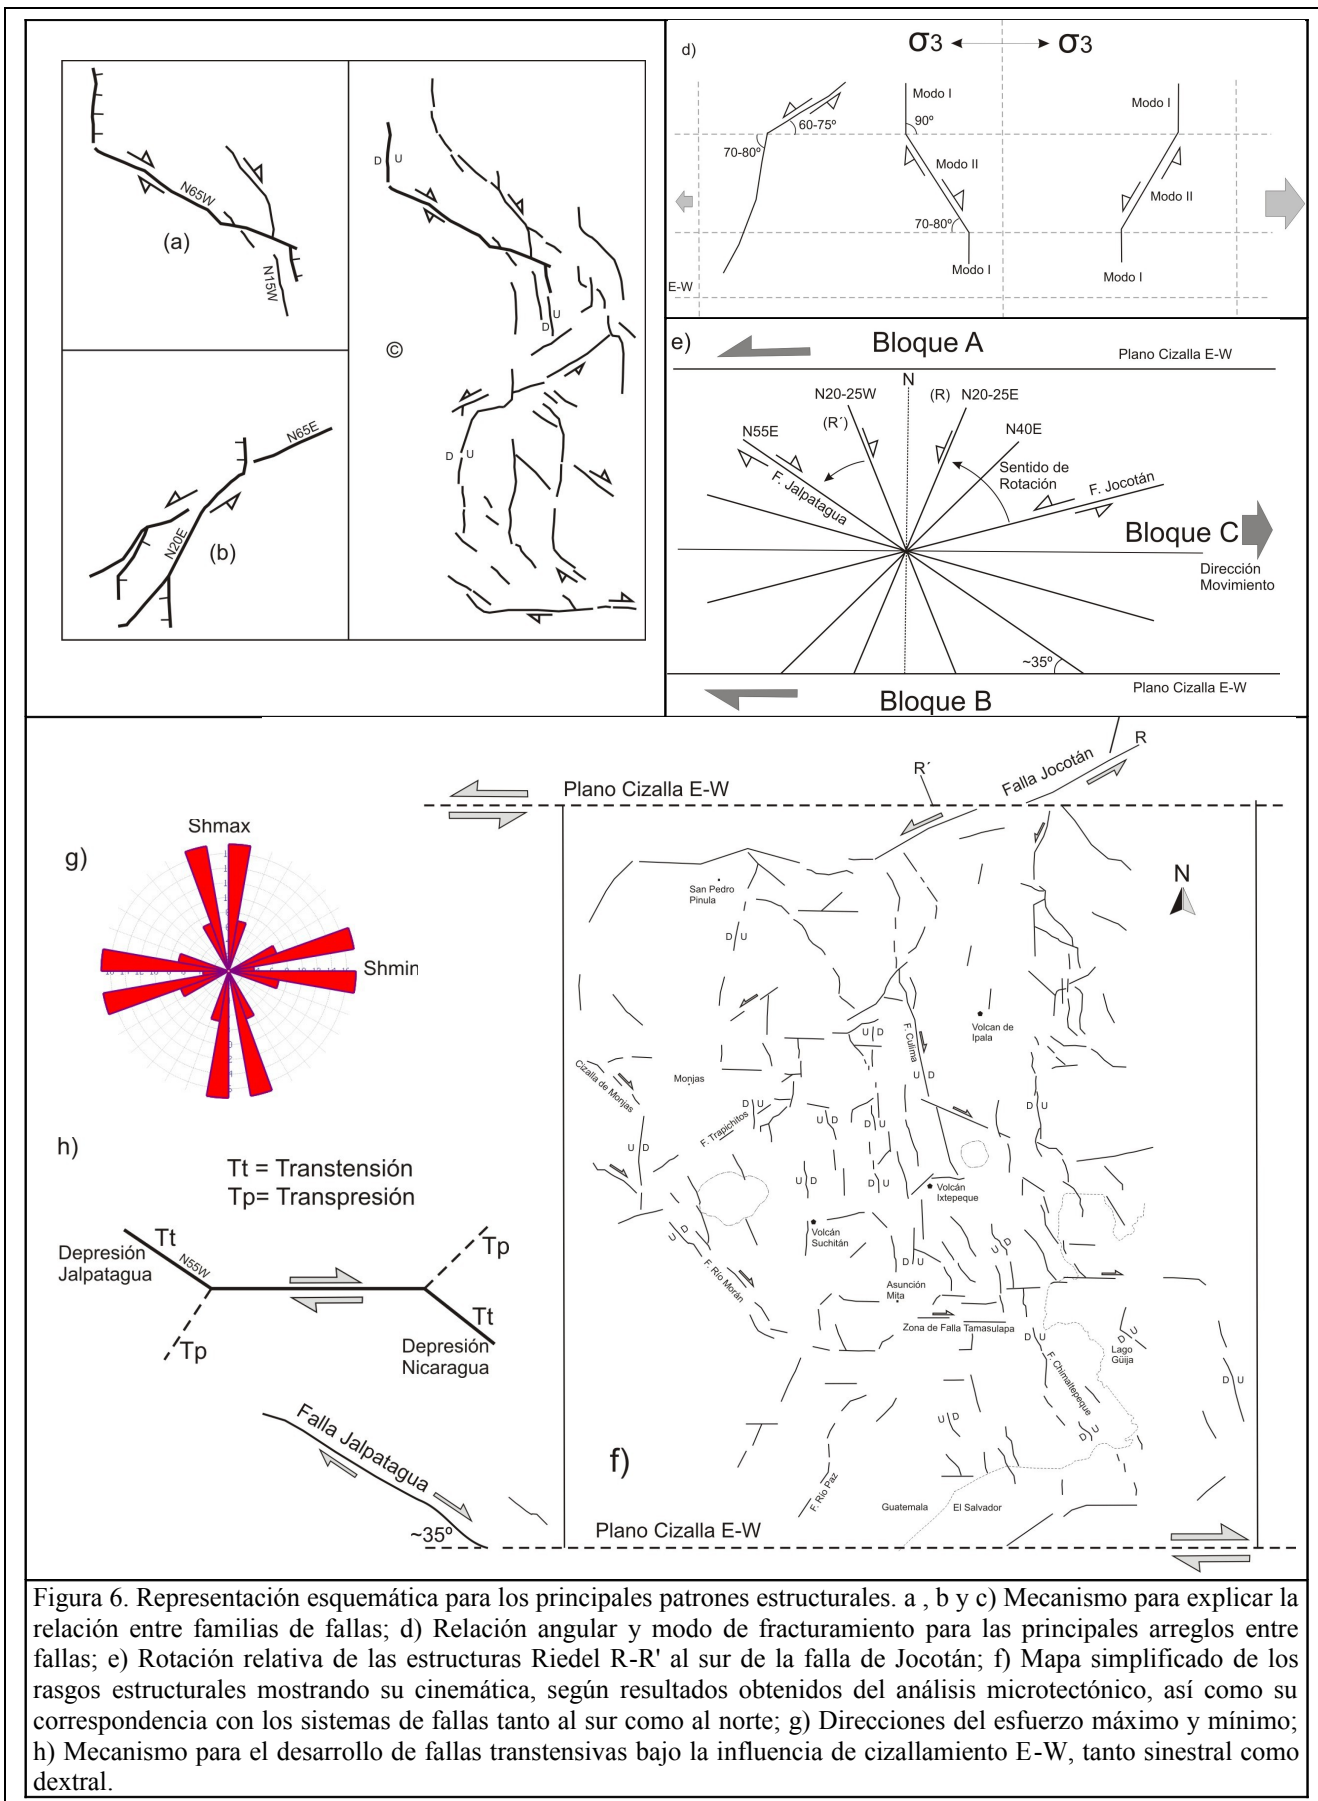 N65W
(a)
N15W
N65E
N20E
(b)
D U
©
D U
D U
d)
σ3 σ3
Modo I
60-75º
90º
70-80º
Modo II
70-80º
Modo I
Modo I
Modo II
Modo I
E-W
e)
Bloque A
Plano Cizalla E-W
N
N20-25W
(R´)
(R) N20-25E
N55E
N40E
F. Jalpatagua
Sentido de
Rotación
F. Jocotán
Bloque C
Dirección
Movimiento
~35º
Plano Cizalla E-W
Bloque B
g)
Shmax
Shmin
h)
Tt = Transtensión
Tp= Transpresión
Tt
N55W
Depresión
Jalpatagua
Tp
Tp
Tt
Depresión
Nicaragua
Falla Jalpatagua
~35º
Plano Cizalla E-W
R´
Falla Jocotán
R
N
San Pedro
Pinula
D U
U D
F. Culima
Volcan de
Ipala
U D
Cizalla de Monjas
Monjas
F. Trapichitos
D U
U D
D U
D U
U D
U D
D U
Volcán
Ixtepeque
Volcán
Suchitán
U D
F. Río Morán
D U
U D
Asunción
Mita
Zona de Falla Tamasulapa
D U
D U
Lago
Güija
F. Chimaltepeque
D U
U D
D U
f)
F. Río Paz
Guatemala
El Salvador
Plano Cizalla E-W
Figura 6. Representación esquemática para los principales patrones estructurales. a , b y c) Mecanismo para explicar la
relación entre familias de fallas; d) Relación angular y modo de fracturamiento para las principales arreglos entre
fallas; e) Rotación relativa de las estructuras Riedel R-R' al sur de la falla de Jocotán; f) Mapa simplificado de los
rasgos estructurales mostrando su cinemática, según resultados obtenidos del análisis microtectónico, así como su
correspondencia con los sistemas de fallas tanto al sur como al norte; g) Direcciones del esfuerzo máximo y mínimo;
h) Mecanismo para el desarrollo de fallas transtensivas bajo la influencia de cizallamiento E-W, tanto sinestral como
dextral.